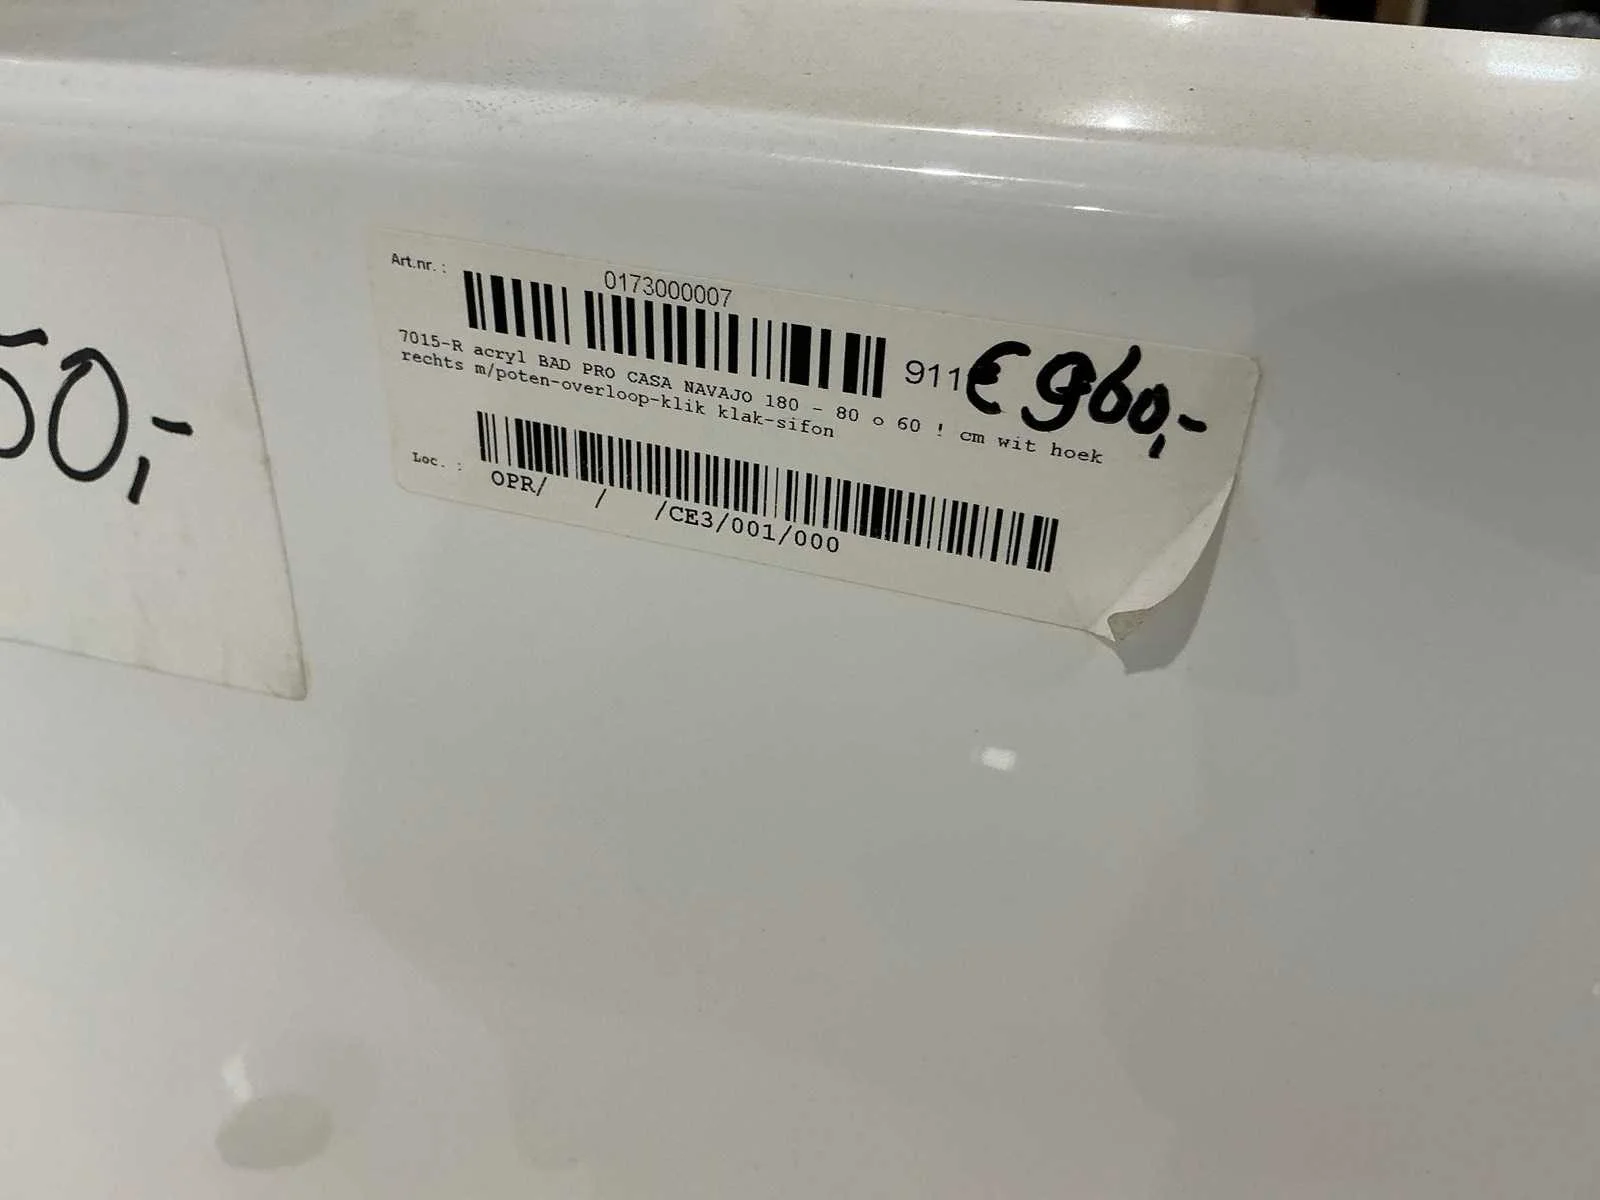 50,-
Art.nr. :
0173000007
911
€ 960,-
7015-R acryl BAD PRO CASA NAVAJO 180 - 80 o 60 ! cm wit hoek
rechts m/poten-overloop-klik klak-sifon
Loc. :
OPR/ / /CE3/001/000